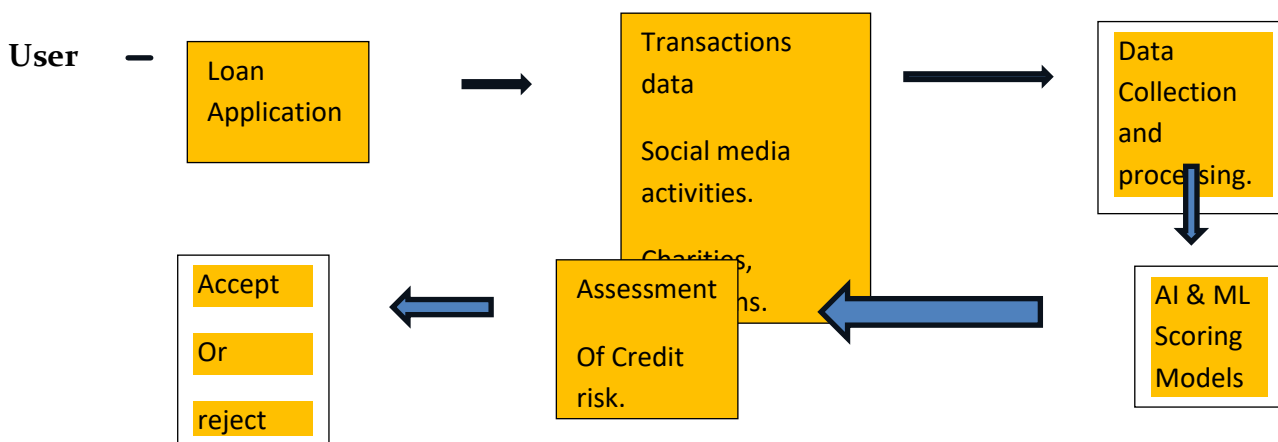 User
Loan
Application
Transactions
data
Social media
activities.
Charities,
Data
Collection
and
processing.
AI & ML
Scoring
Models
Assessment
Of Credit
risk.
Accept
Or
reject